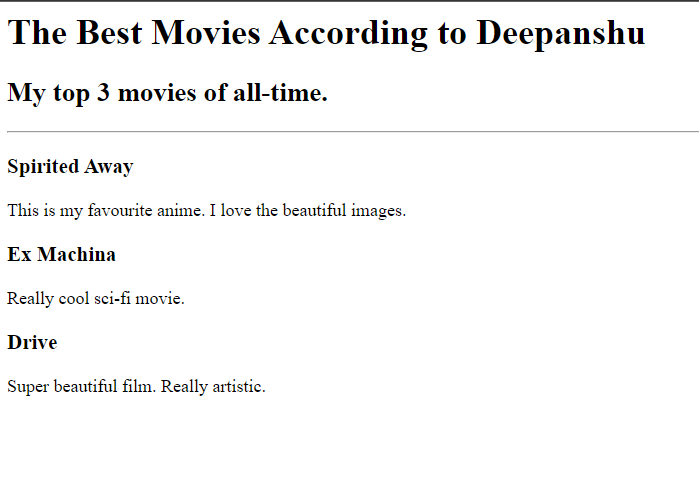 The Best Movies According to Deepanshu
My top 3 movies of all-time.
Spirited Away
This is my favourite anime. I love the beautiful images.
Ex Machina
Really cool sci-fi movie.
Drive
Super beautiful film. Really artistic.